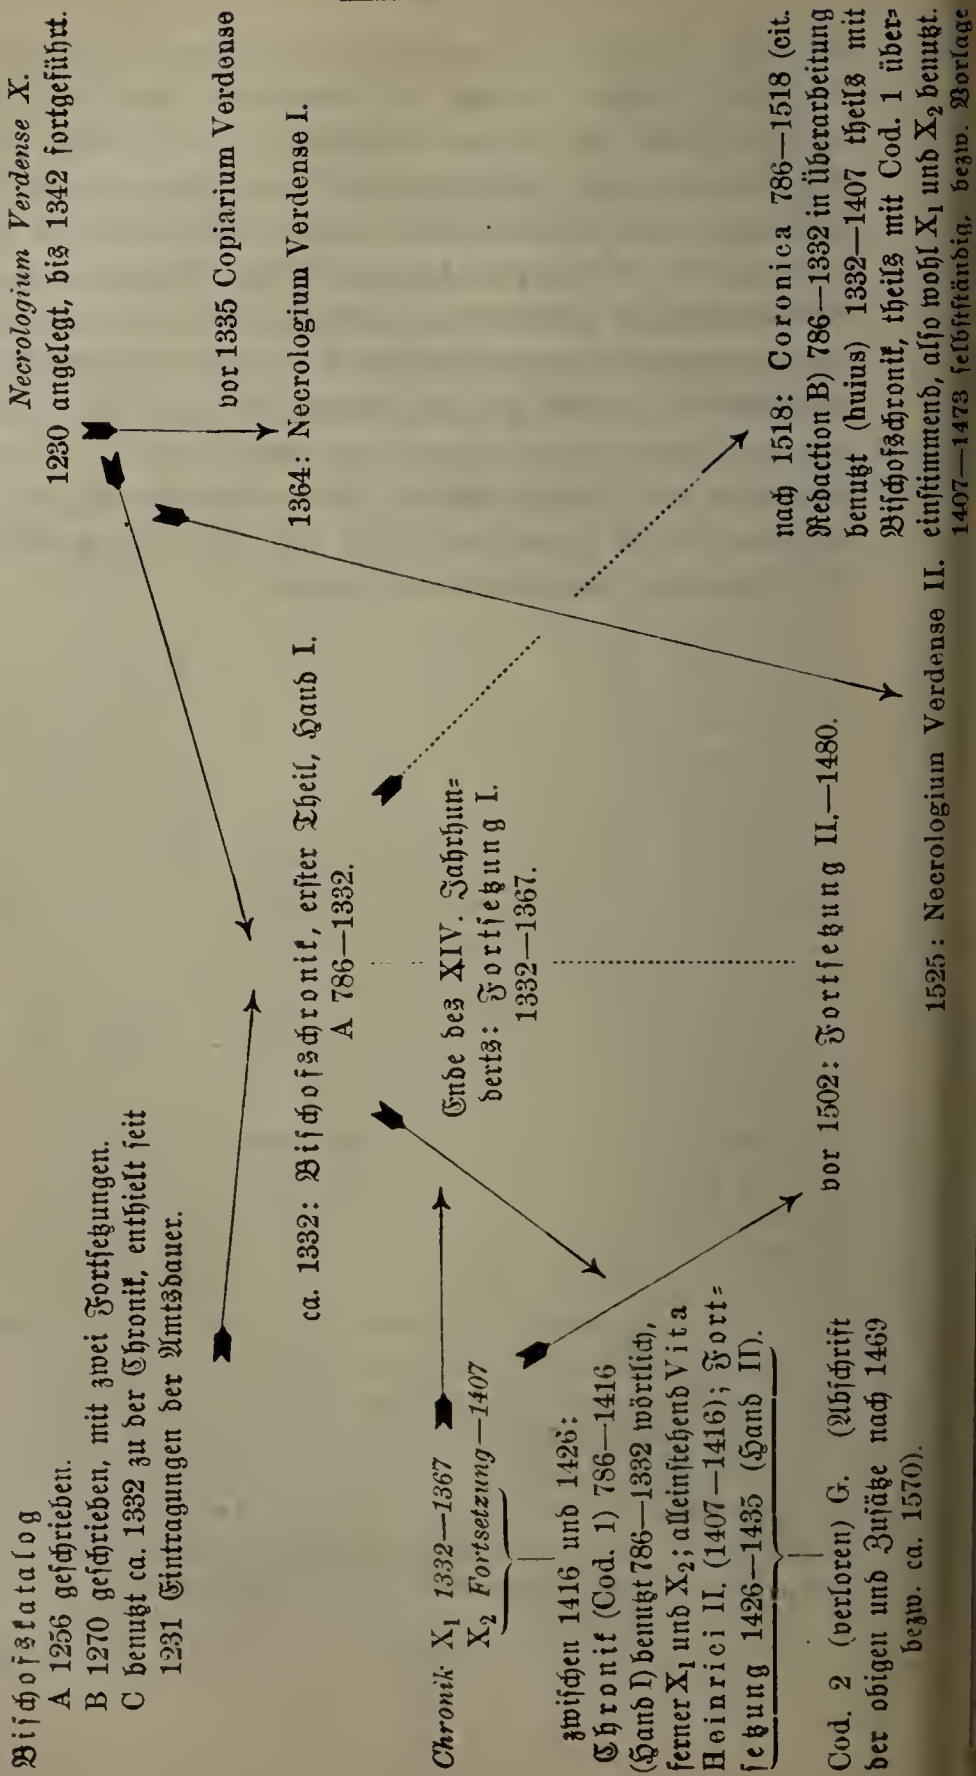 Bischofskatalog
A 1256 geschrieben.
B 1270 geschrieben, mit zwei Fortsetzungen.
C benutzt ca. 1332 zu der Chronik, enthielt seit
1231 Eintragungen der Amtsdauer.
Necrologium Verdense X.
1230 angelegt, bis 1342 fortgeführt.
vor 1335 Copiarium Verdense
1364: Necrologium Verdense I.
ca. 1332: Bischofschronik, erster Theil, Hand I.
A 786—1332.
Chronik X₁ 1332—1367
X₂ Fortsetzung—1407
Ende des XIV. Jahrhun=
derts: Fortsetzung I.
1332—1367.
zwischen 1416 und 1426:
Chronik (Cod. 1) 786—1416
(Hand I) benutzt 786—1332 wörtlich,
ferner X₁ und X₂; alleinstehend Vita
Heinrici II. (1407—1416); Fort=
setzung 1426—1435 (Hand II).
Cod. 2 (verloren) G. (Abschrift
der obigen und Zusätze nach 1469
bezw. ca. 1570).
vor 1502: Fortsetzung II.—1480.
nach 1518: Coronica 786—1518 (cit.
Redaction B) 786—1332 in Überarbeitung
benutzt (huius) 1332—1407 theils mit
Bischofschronik, theils mit Cod. 1 über=
einstimmend, also wohl X₁ und X₂ benutzt.
1407—1473 selbstständig, bezw. Vorlage
1525: Necrologium Verdense II.